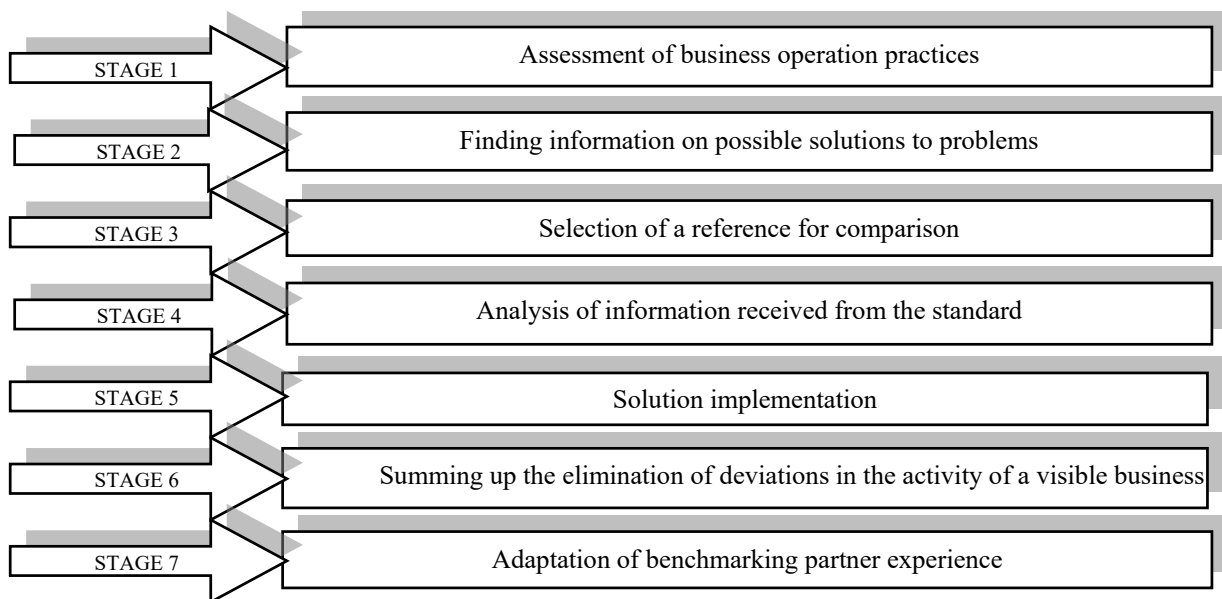 STAGE 1
Assessment of business operation practices
STAGE 2
Finding information on possible solutions to problems
STAGE 3
Selection of a reference for comparison
STAGE 4
Analysis of information received from the standard
STAGE 5
Solution implementation
STAGE 6
Summing up the elimination of deviations in the activity of a visible business
STAGE 7
Adaptation of benchmarking partner experience